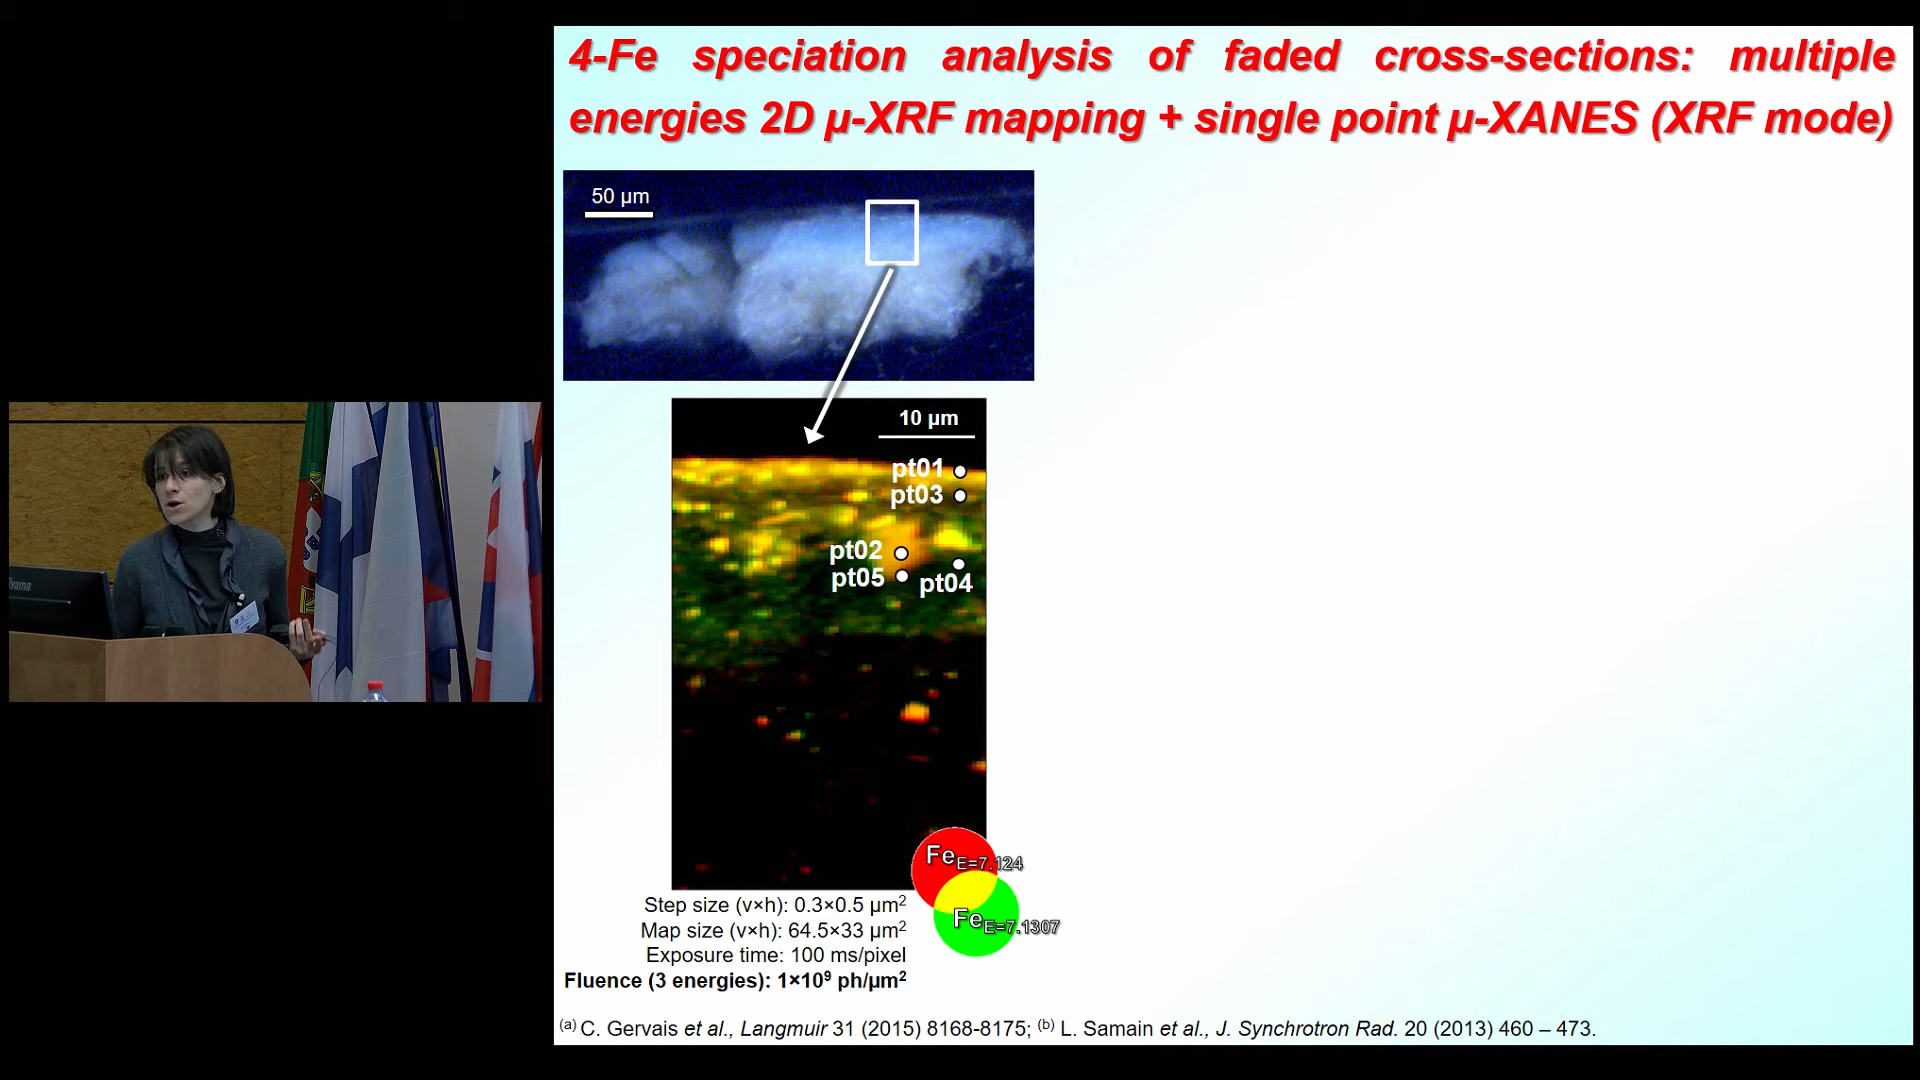 4-Fe speciation analysis of faded cross-sections: multiple
energies 2D μ-XRF mapping + single point μ-XANES (XRF mode)
50 μm
10 μm
pt01
pt03
pt02
pt05
pt04
Fe E=7.124
Fe E=7.1307
Step size (v×h): 0.3×0.5 μm²
Map size (v×h): 64.5×33 μm²
Exposure time: 100 ms/pixel
Fluence (3 energies): 1×10⁹ ph/μm²
(a) C. Gervais et al., Langmuir 31 (2015) 8168-8175; (b) L. Samain et al., J. Synchrotron Rad. 20 (2013) 460 – 473.